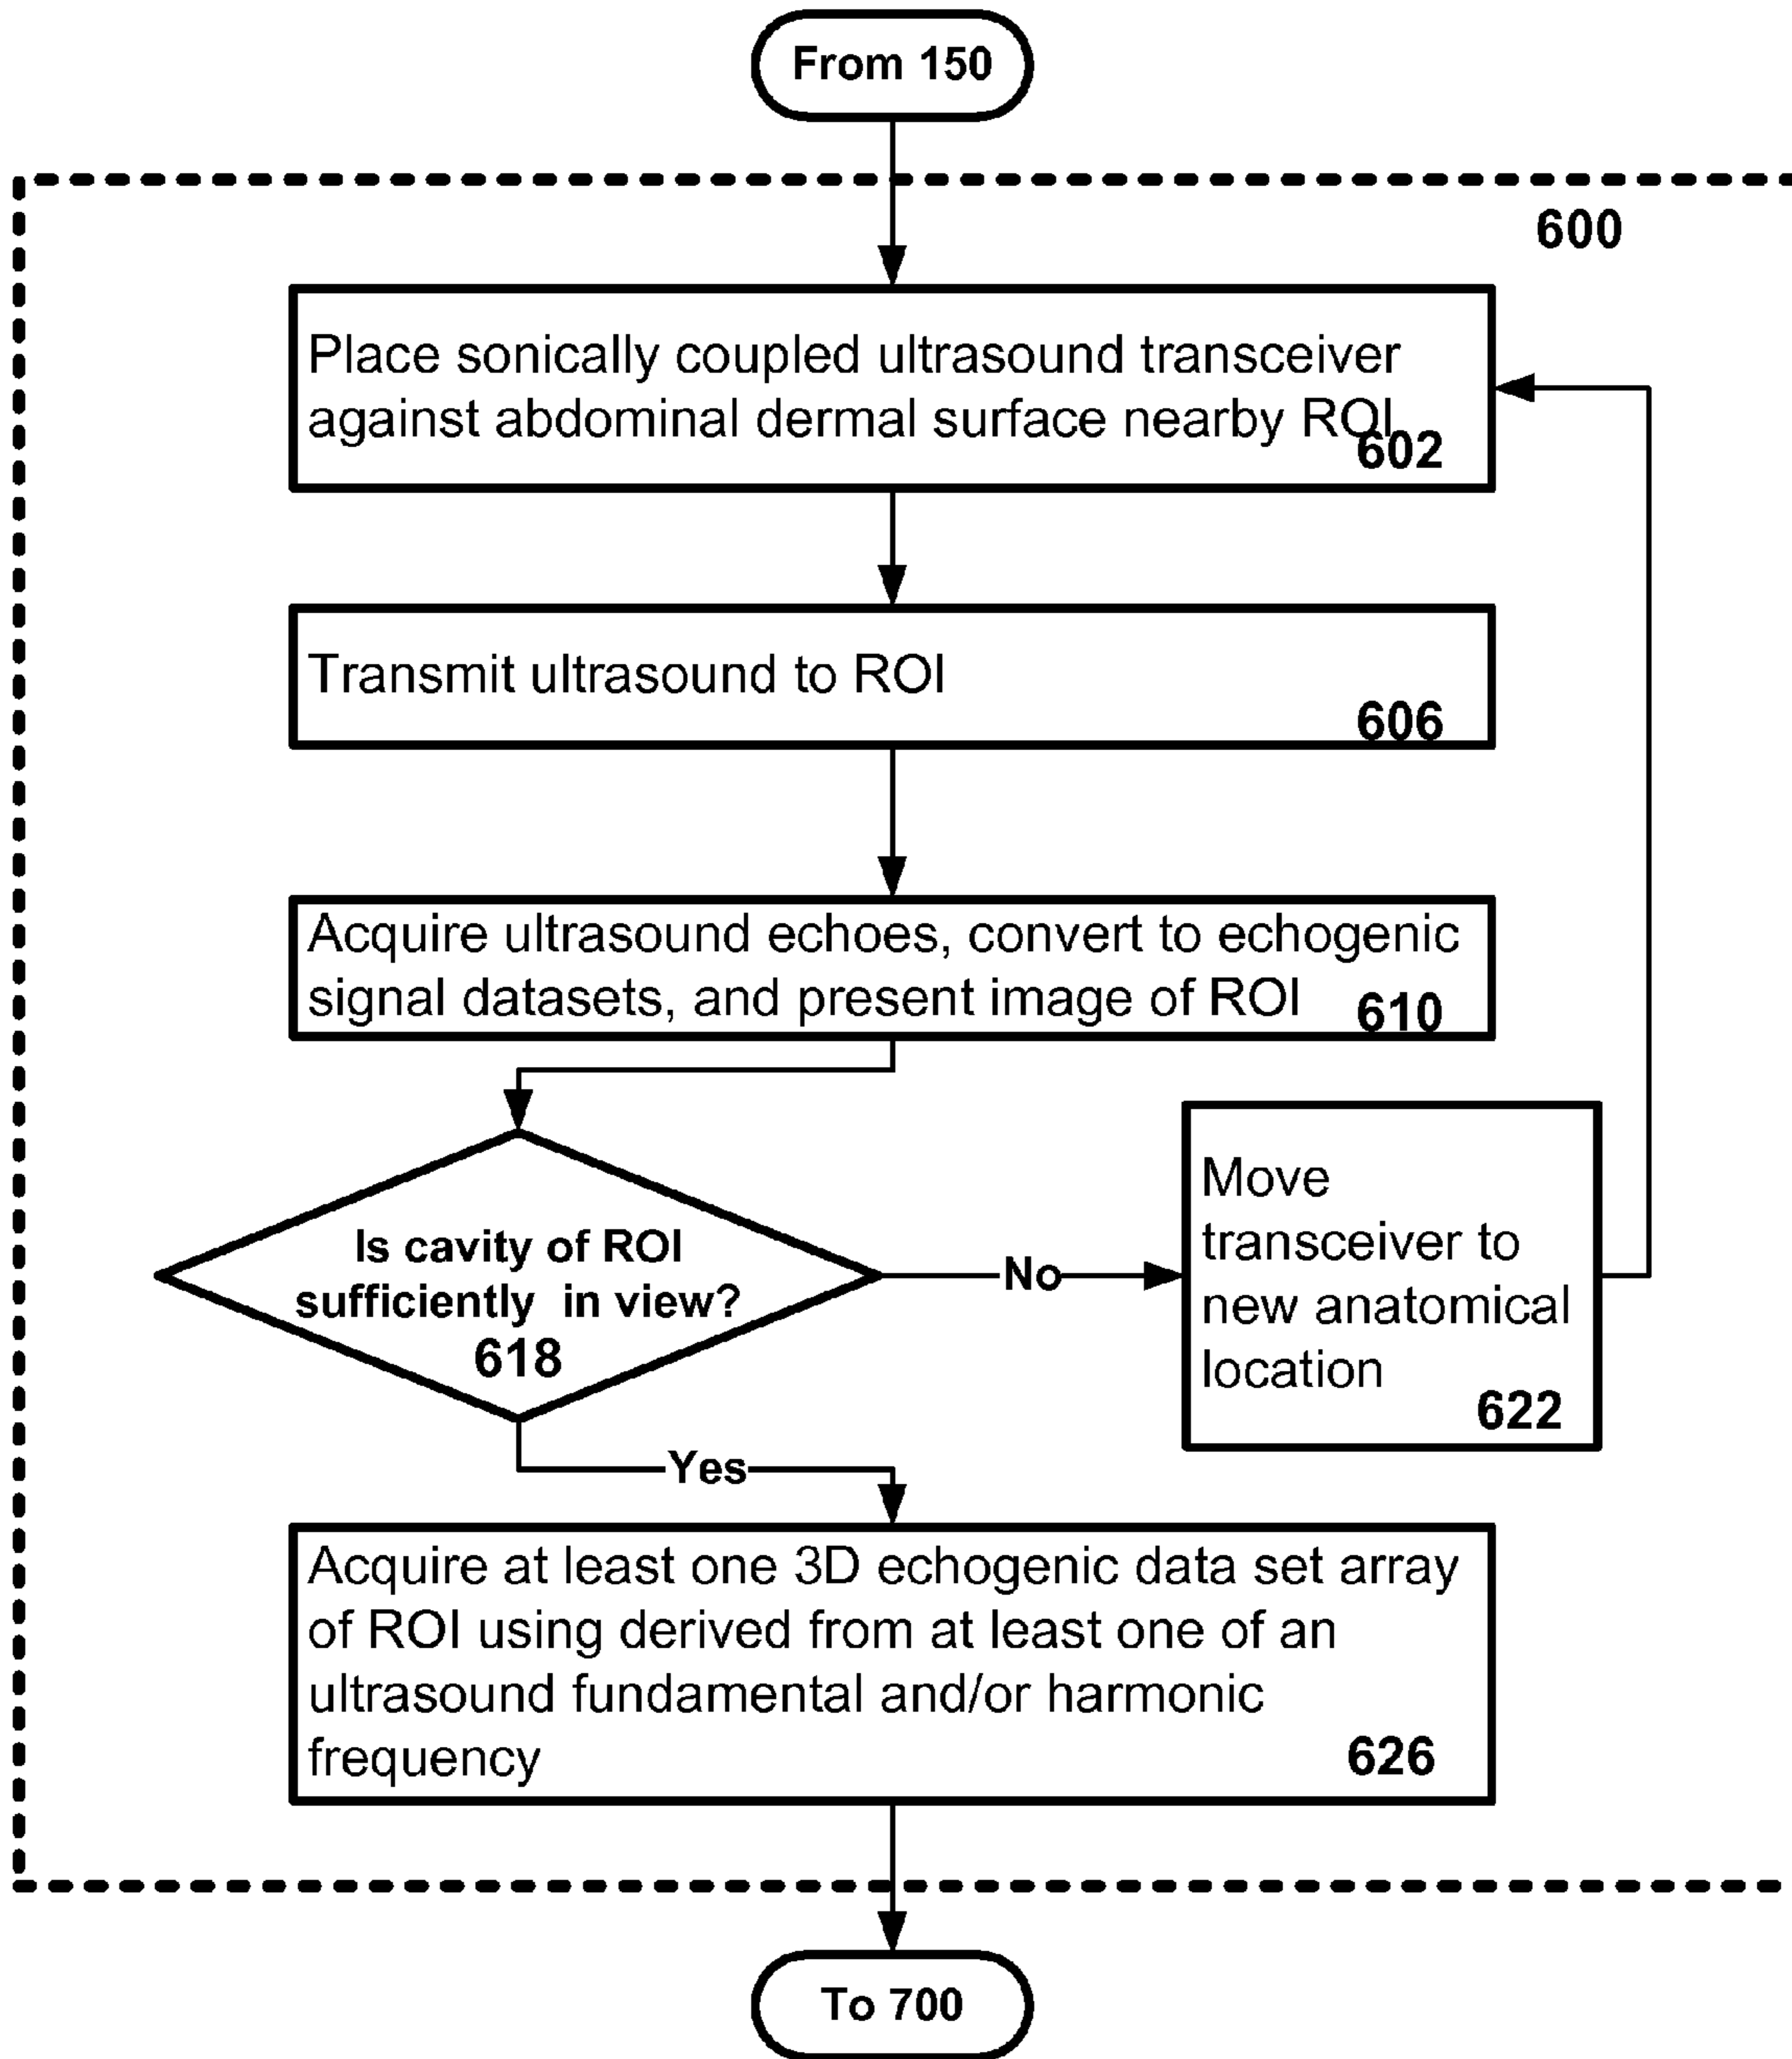 From 150
600
Place sonically coupled ultrasound transceiver
against abdominal dermal surface nearby ROI
602
Transmit ultrasound to ROI
606
Acquire ultrasound echoes, convert to echogenic
signal datasets, and present image of ROI
610
Is cavity of ROI
sufficiently in view?
618
No
Move
transceiver to
new anatomical
location
622
Yes
Acquire at least one 3D echogenic data set array
of ROI using derived from at least one of an
ultrasound fundamental and/or harmonic
frequency
626
To 700